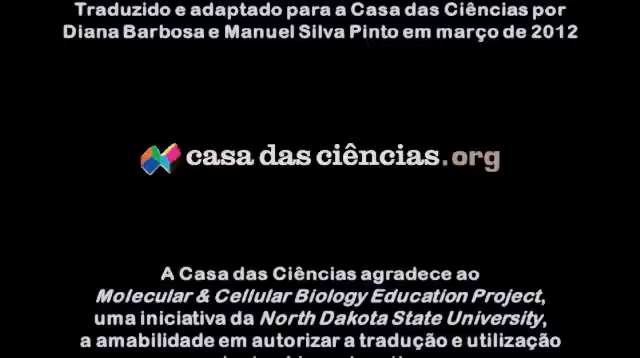 Traduzido e adaptado para a Casa das Ciências por
Diana Barbosa e Manuel Silva Pinto em março de 2012
casa das ciências.org
A Casa das Ciências agradece ao
Molecular & Cellular Biology Education Project,
uma iniciativa da North Dakota State University,
a amabilidade em autorizar a tradução e utilização